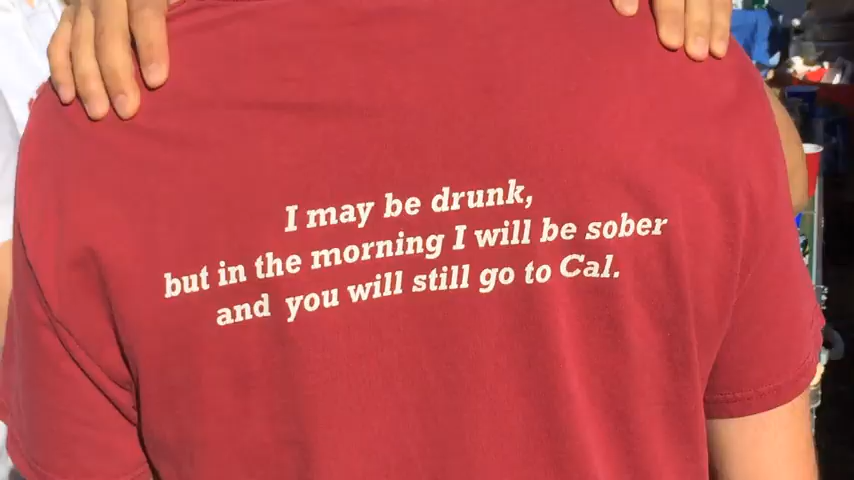 I may be drunk,
but in the morning I will be sober
and you will still go to Cal.